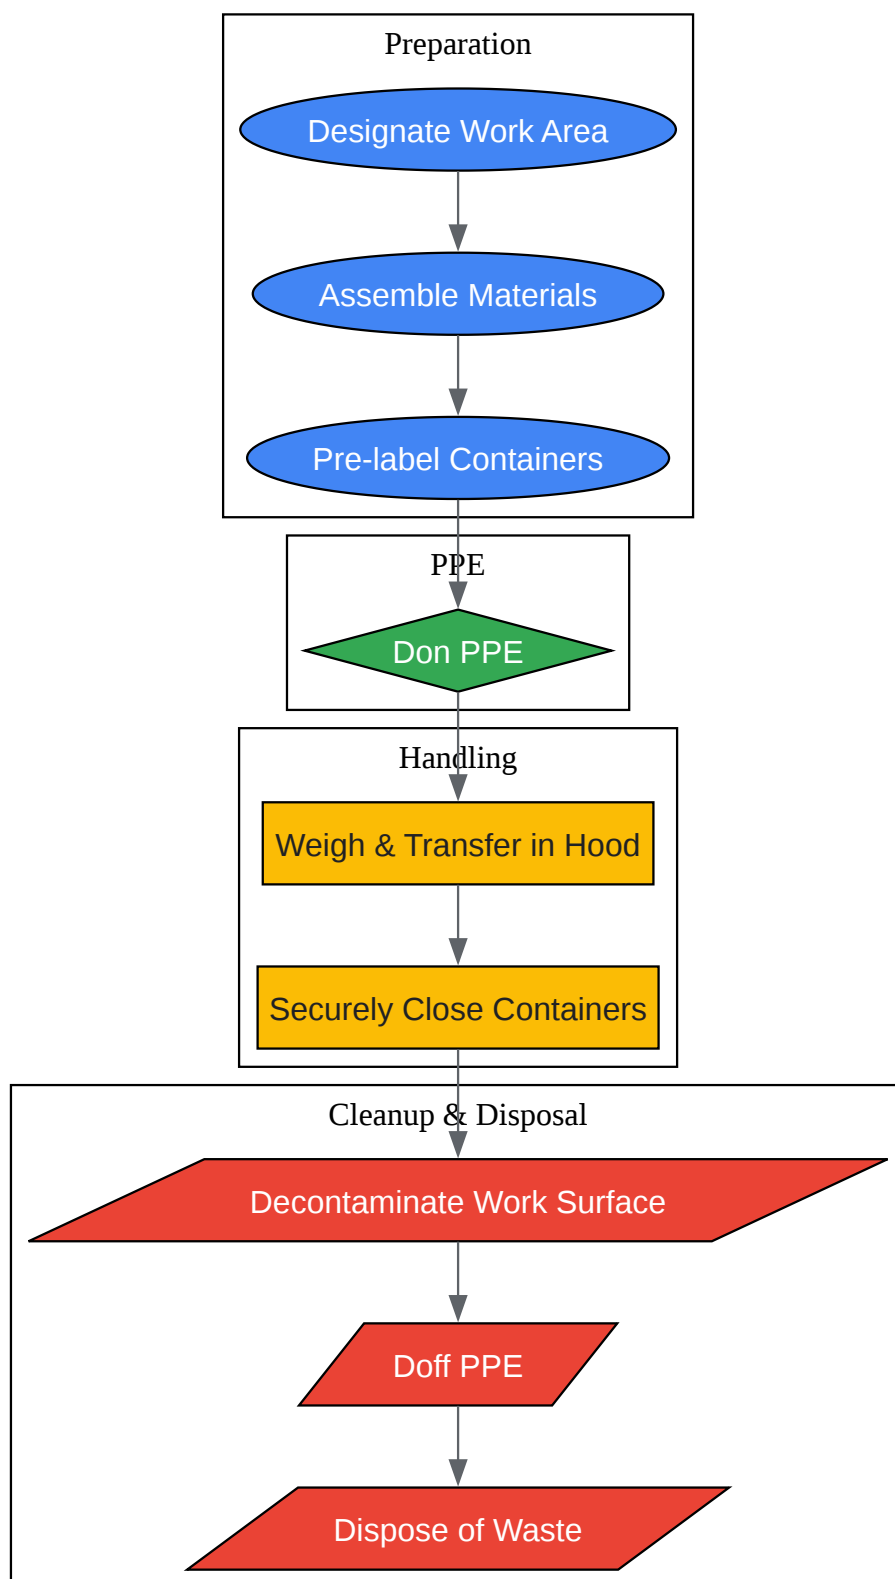 Preparation
Designate Work Area
Assemble Materials
Pre-label Containers
PPE
Don PPE
Handling
Weigh & Transfer in Hood
Securely Close Containers
Cleanup & Disposal
Decontaminate Work Surface
Doff PPE
Dispose of Waste